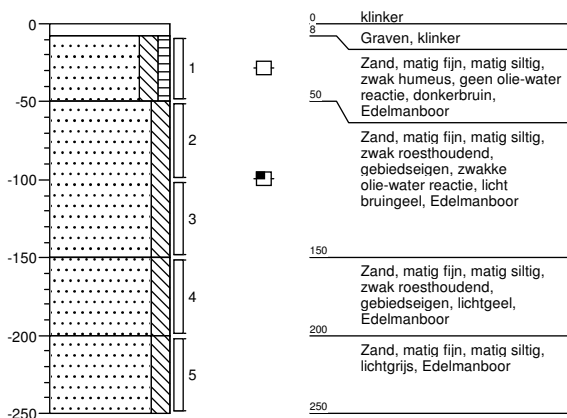 0
-50
-100
-150
-200
-250
1
2
3
4
5
0
klinker
8
Graven, klinker
Zand, matig fijn, matig siltig,
zwak humeus, geen olie-water
reactie, donkerbruin,
Edelmanboor
50
Zand, matig fijn, matig siltig,
zwak roesthoudend,
gebiedseigen, zwakke
olie-water reactie, licht
bruingeel, Edelmanboor
150
Zand, matig fijn, matig siltig,
zwak roesthoudend,
gebiedseigen, lichtgeel,
Edelmanboor
200
Zand, matig fijn, matig siltig,
lichtgrijs, Edelmanboor
250